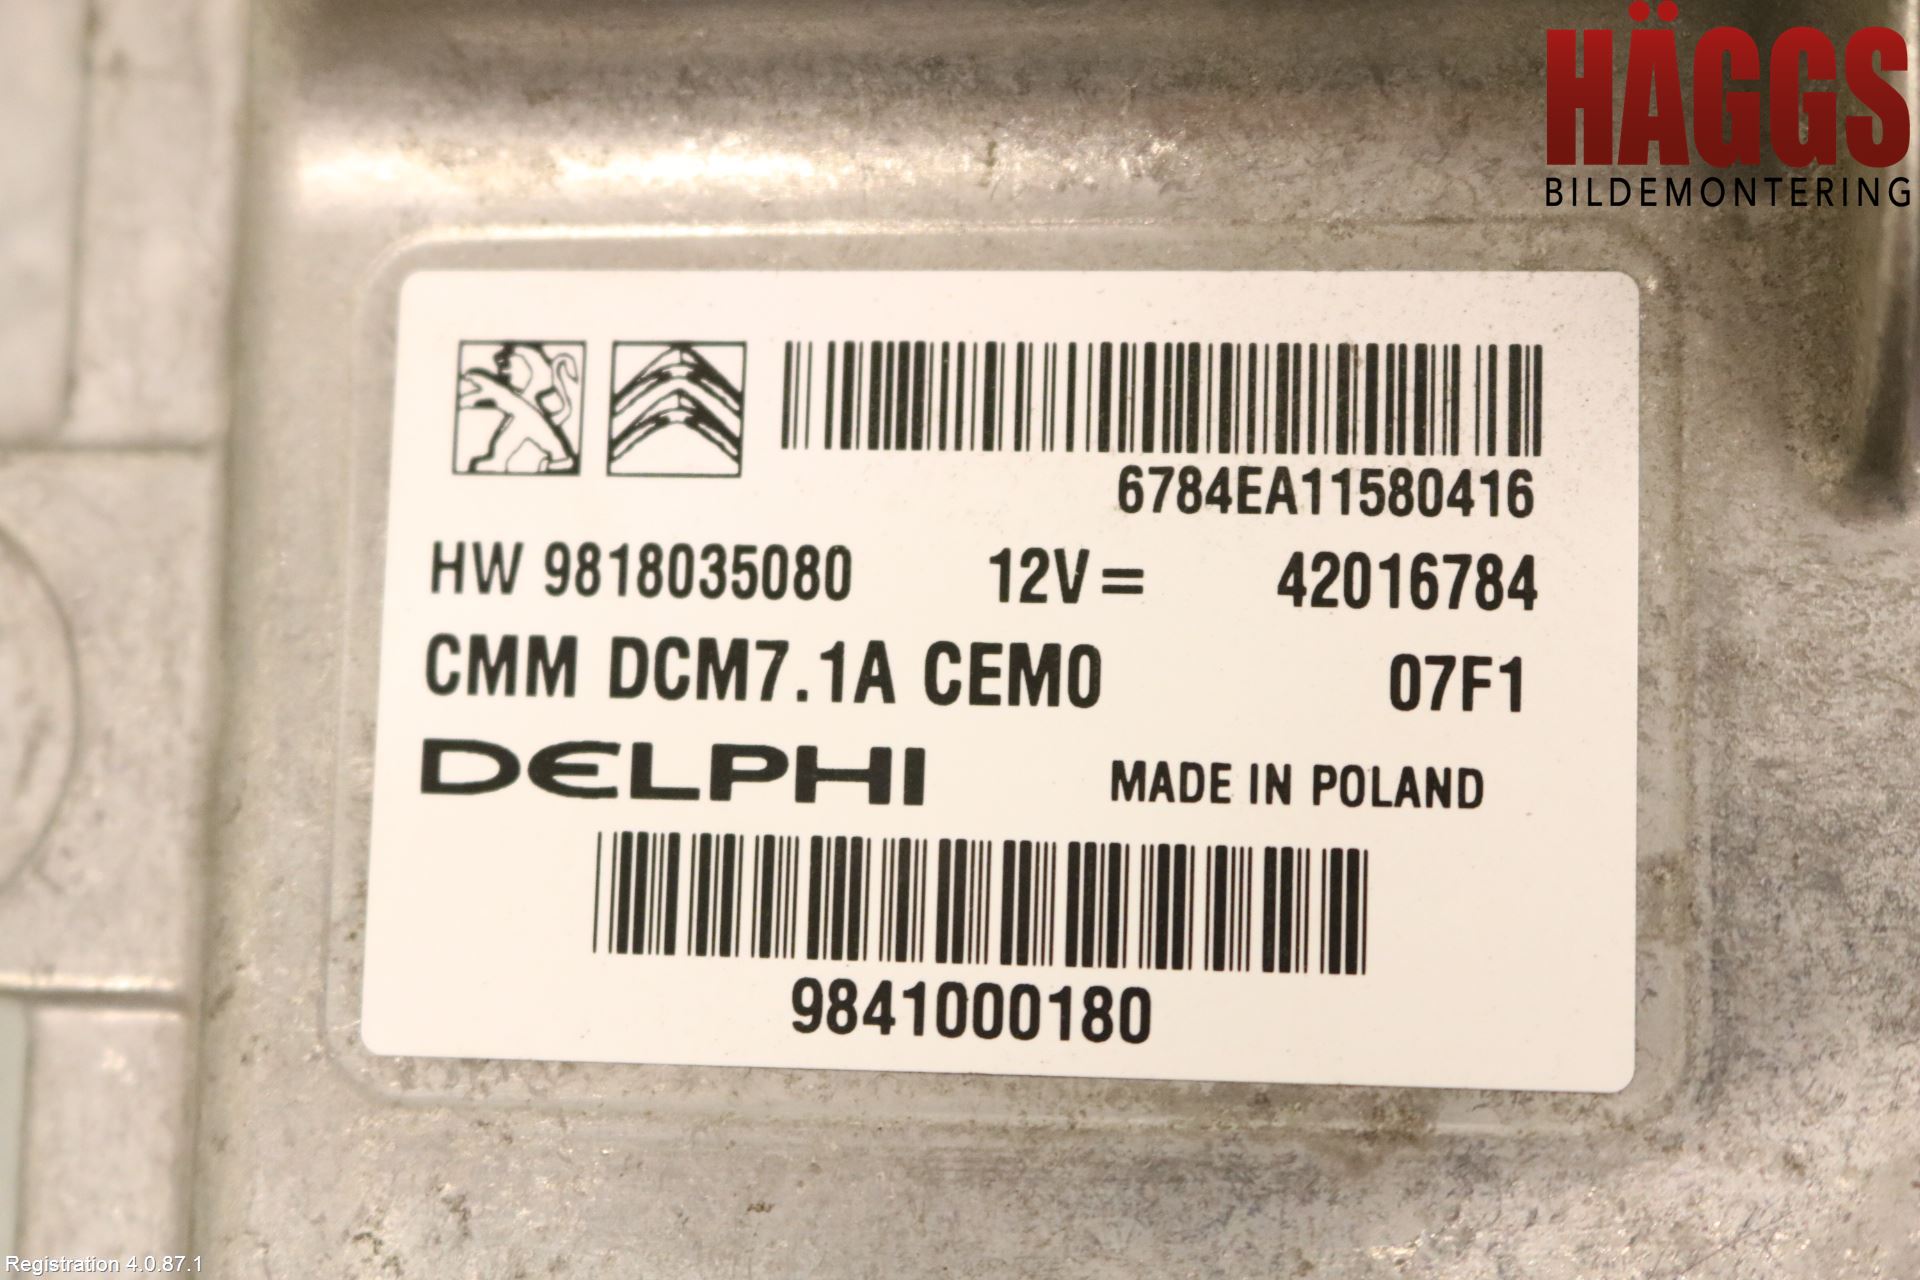 HÄGGS
BILDEMONTERING
6784EA11580416
HW 9818035080 12V= 42016784
CMM DCM7.1A CEM0 07F1
DELPHI MADE IN POLAND
9841000180
Registration 4.0.87.1